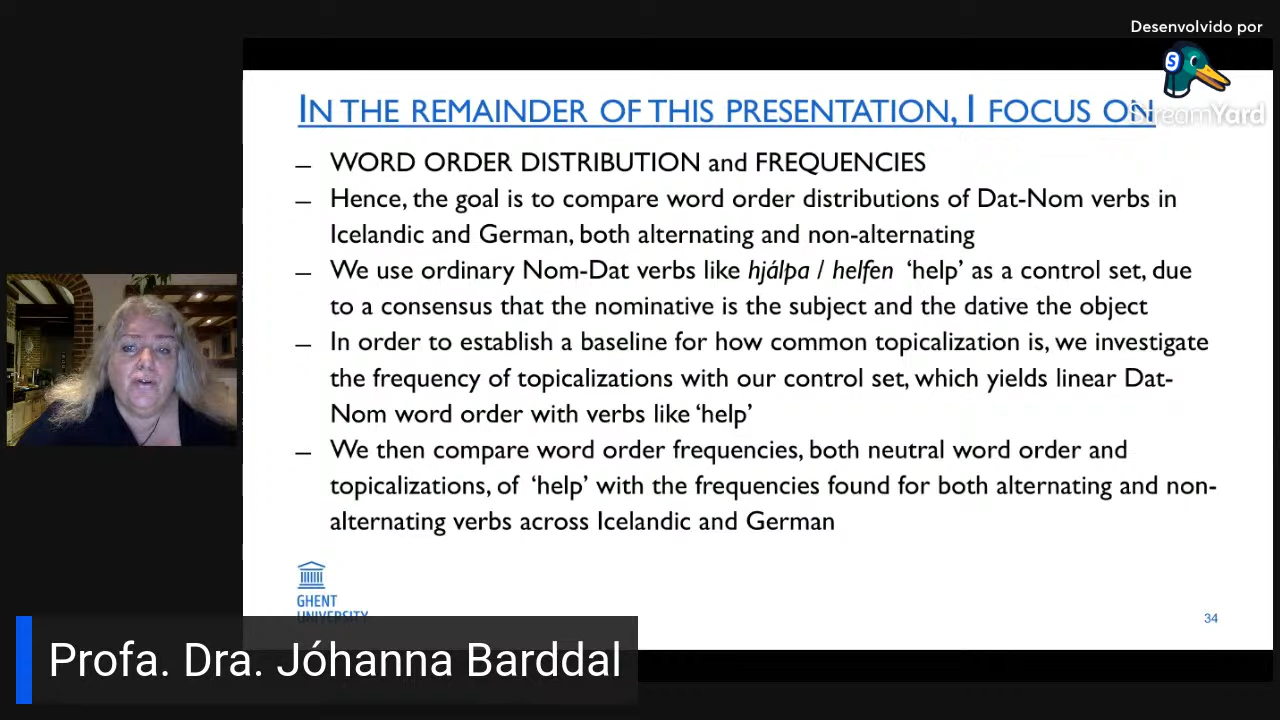 Desenvolvido por
S
StreamYard
IN THE REMAINDER OF THIS PRESENTATION, I FOCUS ON
– WORD ORDER DISTRIBUTION and FREQUENCIES
– Hence, the goal is to compare word order distributions of Dat-Nom verbs in
Icelandic and German, both alternating and non-alternating
– We use ordinary Nom-Dat verbs like hjálpa / helfen ‘help’ as a control set, due
to a consensus that the nominative is the subject and the dative the object
– In order to establish a baseline for how common topicalization is, we investigate
the frequency of topicalizations with our control set, which yields linear Dat-
Nom word order with verbs like ‘help’
– We then compare word order frequencies, both neutral word order and
topicalizations, of ‘help’ with the frequencies found for both alternating and non-
alternating verbs across Icelandic and German
GHENT
UNIVERSITY
34
Profa. Dra. Jóhanna Barddal